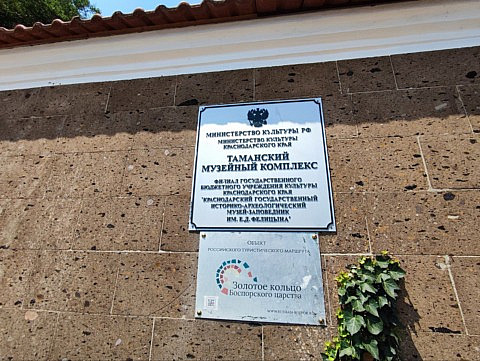 МИНИСТЕРСТВО КУЛЬТУРЫ РФ
МИНИСТЕРСТВО КУЛЬТУРЫ
КРАСНОДАРСКОГО КРАЯ
ТАМАНСКИЙ
МУЗЕЙНЫЙ КОМПЛЕКС
ФИЛИАЛ ГОСУДАРСТВЕННОГО
БЮДЖЕТНОГО УЧРЕЖДЕНИЯ КУЛЬТУРЫ
КРАСНОДАРСКОГО КРАЯ
"КРАСНОДАРСКИЙ ГОСУДАРСТВЕННЫЙ
ИСТОРИКО-АРХЕОЛОГИЧЕСКИЙ
МУЗЕЙ-ЗАПОВЕДНИК
ИМ. Е.Д. ФЕЛИЦЫНА"
ОБЪЕКТ
РОССИЙСКОГО ТУРИСТИЧЕСКОГО МАРШРУТА
Золотое кольцо
Боспорского царства